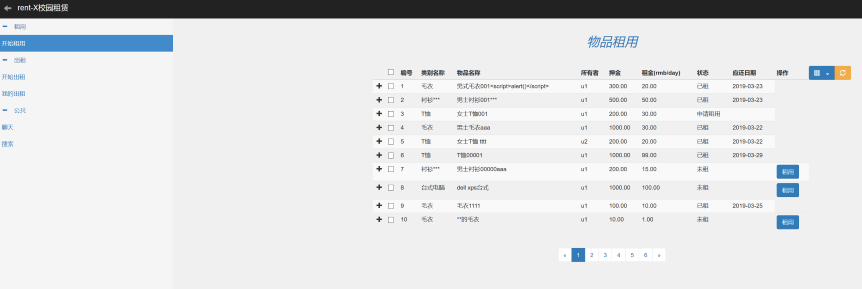 rent-X校园租赁
租用
开始租用
出租
开始出租
我的出租
公共
聊天
搜索
物品租用
编号 类别名称 物品名称 所有者 押金 租金(rmb/day) 状态 应还日期 操作
1 毛衣 男式毛衣001<script>alert()</script> u1 300.00 20.00 已租 2019-03-23
2 衬衫*** 男士衬衫001*** u1 500.00 50.00 已租 2019-03-23
3 T恤 女士T恤001 u1 200.00 30.00 申请租用
4 毛衣 男士毛衣aaa u1 1000.00 30.00 已租 2019-03-22
5 T恤 女士T恤 tttt u2 200.00 20.00 已租 2019-03-22
6 T恤 T恤00001 u1 1000.00 99.00 已租 2019-03-29
7 衬衫*** 男士衬衫00000aaa u1 200.00 15.00 未租 租用
8 台式电脑 dell xps台式 u1 1000.00 100.00 未租 租用
9 毛衣 毛衣1111 u1 100.00 10.00 已租 2019-03-25
10 毛衣 **的毛衣 u1 10.00 1.00 未租 租用
« 1 2 3 4 5 6 »